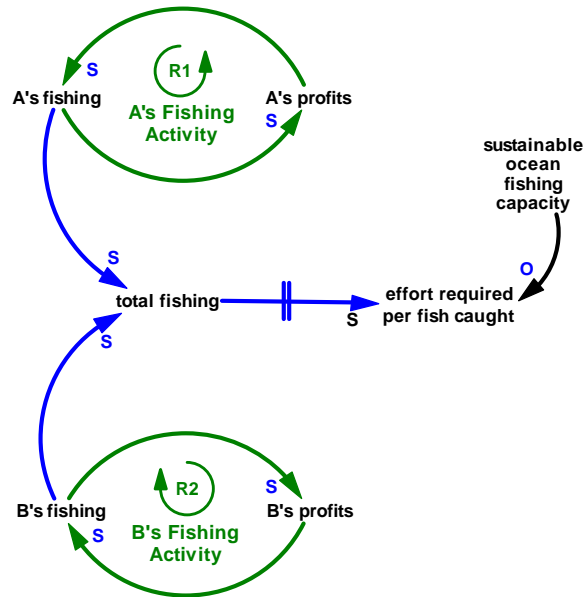 S
R1
A's fishing
A's profits
A's Fishing
Activity
S
sustainable
ocean
fishing
capacity
S
O
total fishing
effort required
per fish caught
S
S
R2
S
B's fishing
B's profits
S
B's Fishing
Activity